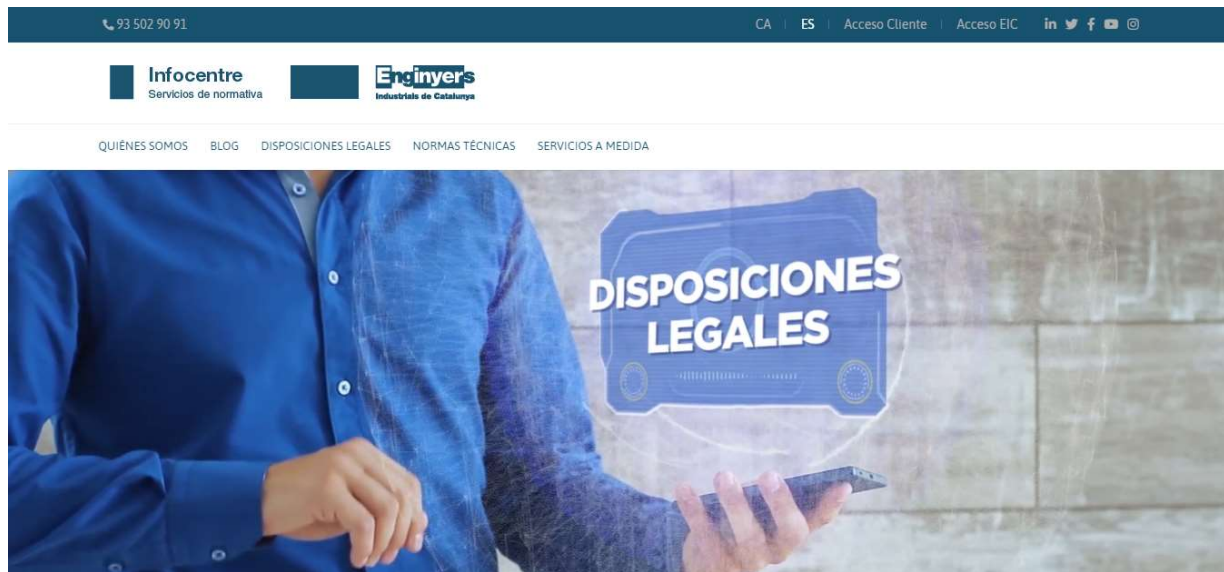 93 502 90 91
CA | ES | Acceso Cliente | Acceso EIC
Infocentre
Servicios de normativa
Enginyers
Industrials de Catalunya
QUIÉNES SOMOS BLOG DISPOSICIONES LEGALES NORMAS TÉCNICAS SERVICIOS A MEDIDA
DISPOSICIONES
LEGALES